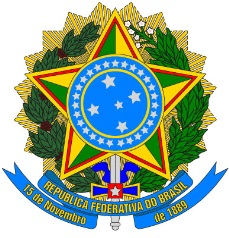 REPÚBLICA FEDERATIVA DO BRASIL
15 de Novembro
de 1889